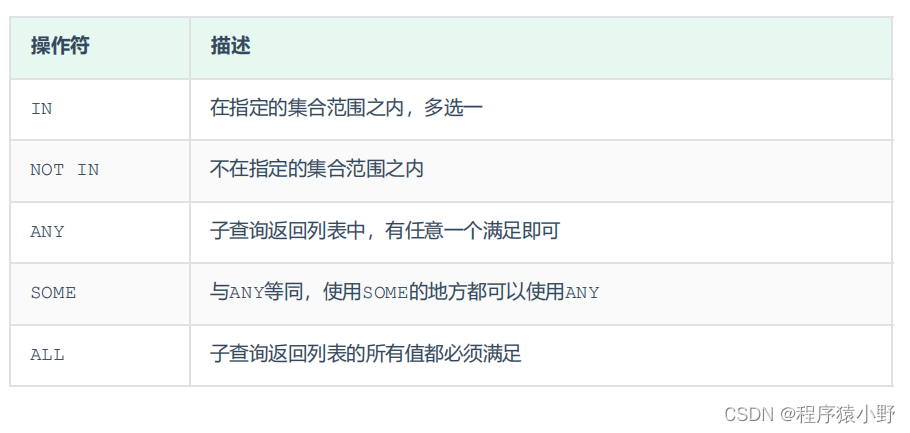 操作符 描述
IN 在指定的集合范围之内，多选一
NOT IN 不在指定的集合范围之内
ANY 子查询返回列表中，有任意一个满足即可
SOME 与ANY等同，使用SOME的地方都可以使用ANY
ALL 子查询返回列表的所有值都必须满足
CSDN @程序猿小野